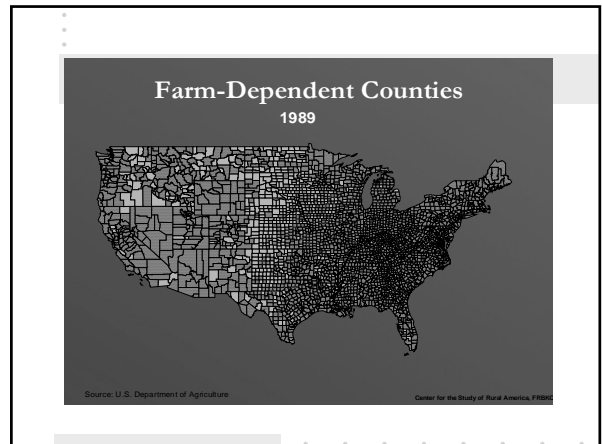 Farm-Dependent Counties
1989
Source: U.S. Department of Agriculture
Center for the Study of Rural America, FRBKC